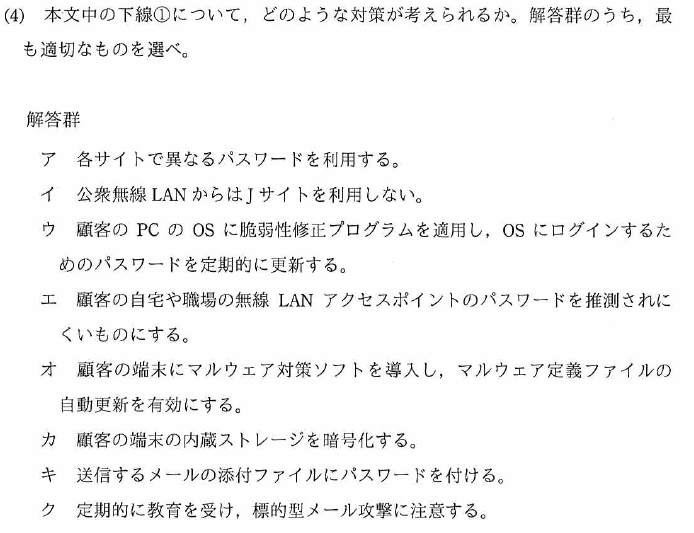 (4) 本文中の下線①について，どのような対策が考えられるか。解答群のうち，最
も適切なものを選べ。
解答群
ア 各サイトで異なるパスワードを利用する。
イ 公衆無線 LAN からは J サイトを利用しない。
ウ 顧客の PC の OS に脆弱性修正プログラムを適用し，OS にログインするた
めのパスワードを定期的に更新する。
エ 顧客の自宅や職場の無線 LAN アクセスポイントのパスワードを推測されに
くいものにする。
オ 顧客の端末にマルウェア対策ソフトを導入し，マルウェア定義ファイルの
自動更新を有効にする。
カ 顧客の端末の内蔵ストレージを暗号化する。
キ 送信するメールの添付ファイルにパスワードを付ける。
ク 定期的に教育を受け，標的型メール攻撃に注意する。